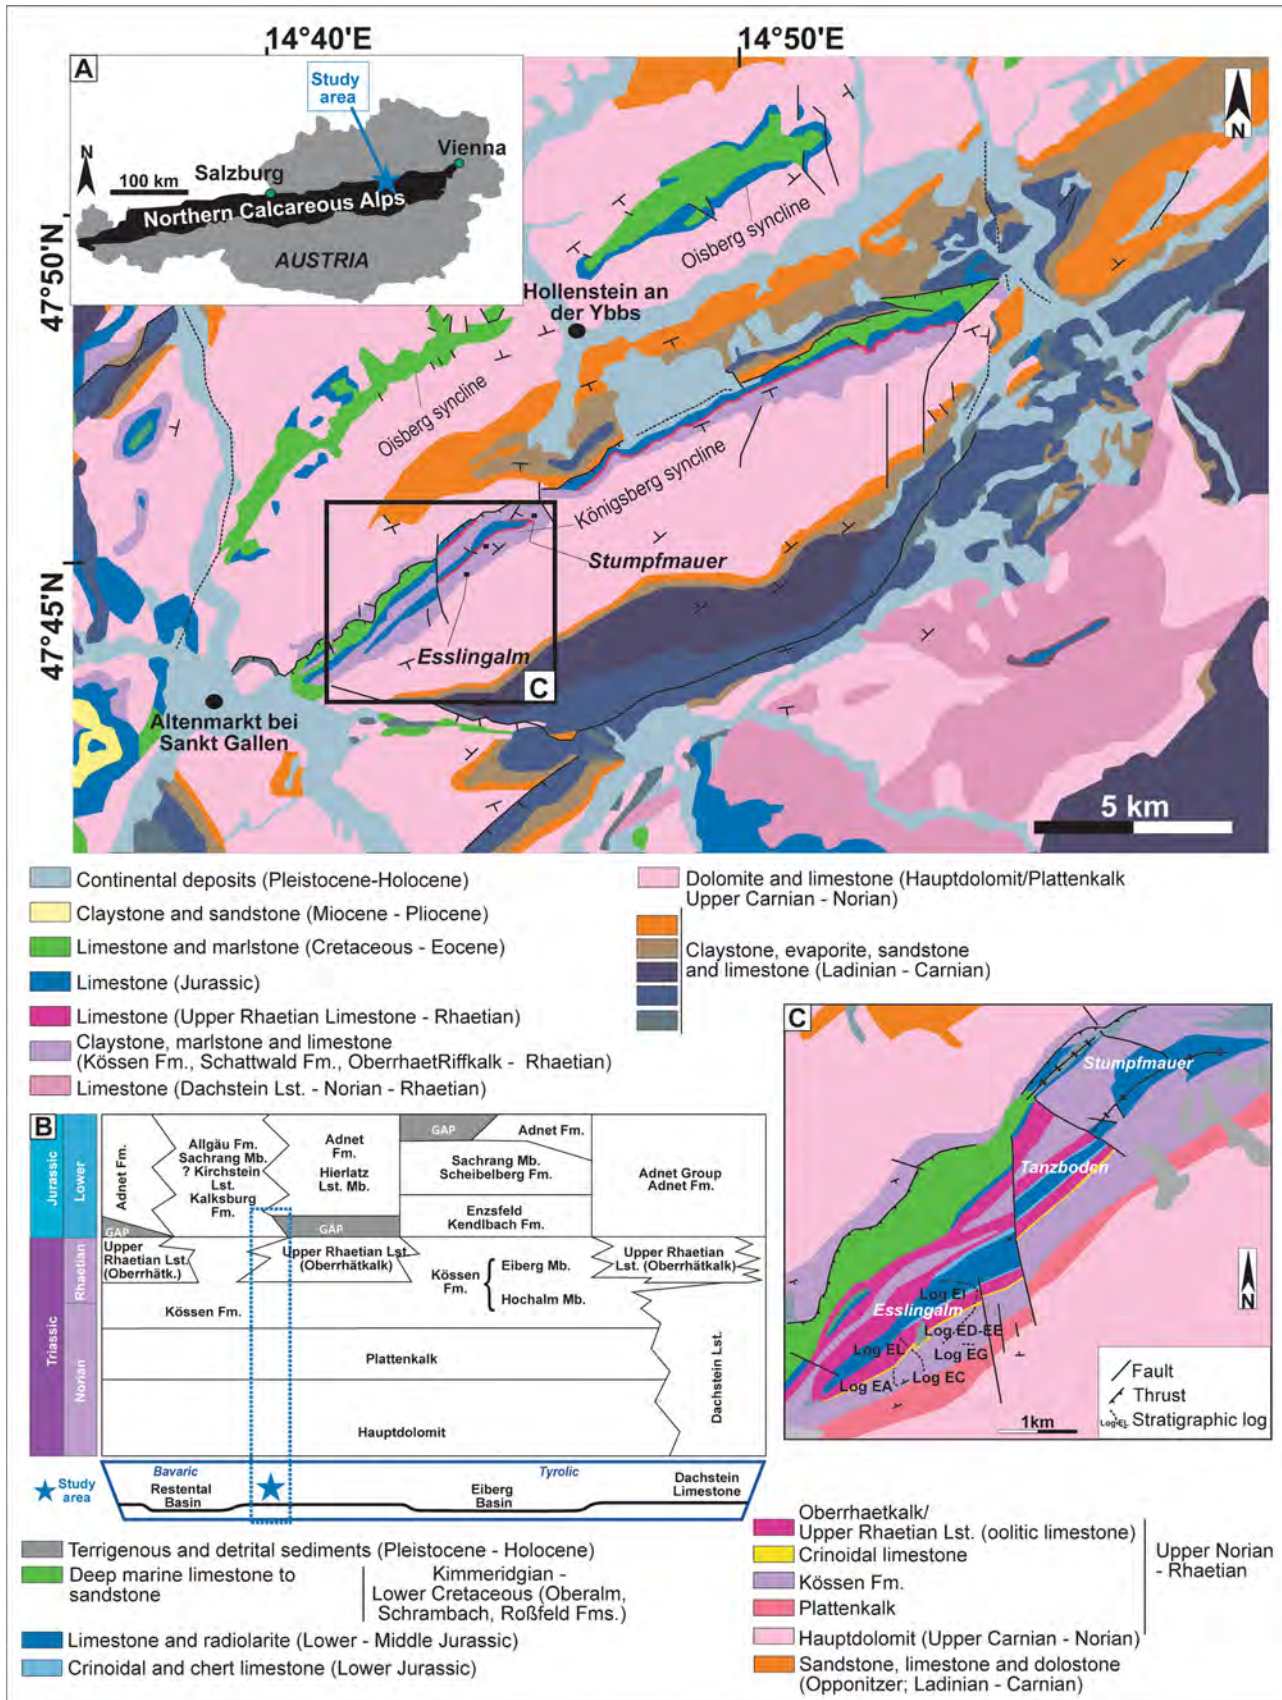 14°40'E
14°50'E
47°50'N
47°45'N
A
Study
area
N
Vienna
Salzburg
100 km
Northern Calcareous Alps
AUSTRIA
N
Oisberg syncline
Hollenstein an
der Ybbs
Oisberg syncline
Königsberg syncline
Stumpfmauer
Esslingalm
C
Altenmarkt bei
Sankt Gallen
5 km
Continental deposits (Pleistocene-Holocene)
Claystone and sandstone (Miocene - Pliocene)
Limestone and marlstone (Cretaceous - Eocene)
Limestone (Jurassic)
Limestone (Upper Rhaetian Limestone - Rhaetian)
Claystone, marlstone and limestone
(Kössen Fm., Schattwald Fm., OberrhaetRiffkalk - Rhaetian)
Limestone (Dachstein Lst. - Norian - Rhaetian)
Dolomite and limestone (Hauptdolomit/Plattenkalk
Upper Carnian - Norian)
Claystone, evaporite, sandstone
and limestone (Ladinian - Carnian)
B
Jurassic
Lower
Triassic
Rhaetian
Norian
Adnet Fm.
GAP
Allgäu Fm.
Sachrang Mb.
? Kirchstein
Lst.
Kalksburg
Fm.
Adnet
Fm.
Hierlatz
Lst. Mb.
GAP
GAP
Adnet Fm.
Sachrang Mb.
Scheibelberg Fm.
Enzsfeld
Kendlbach Fm.
Adnet Group
Adnet Fm.
Upper
Rhaetian Lst.
(Oberrhätk.)
Upper Rhaetian Lst.
(Oberrhätkalk)
Kössen
Fm.
Eiberg Mb.
Hochalm Mb.
Upper Rhaetian
Lst. (Oberrhätkalk)
Kössen Fm.
Plattenkalk
Hauptdolomit
Dachstein Lst.
Study
area
Bavaric
Restental
Basin
Tyrolic
Eiberg
Basin
Dachstein
Limestone
C
Stumpfmauer
Tanzboden
Esslingalm
Log EI
Log ED-EE
Log EL
Log EG
Log EC
Log EA
N
1km
Fault
Thrust
Log EL
Stratigraphic log
Terrigenous and detrital sediments (Pleistocene - Holocene)
Deep marine limestone to
sandstone
Kimmeridgian -
Lower Cretaceous (Oberalm,
Schrambach, Roßfeld Fms.)
Limestone and radiolarite (Lower - Middle Jurassic)
Crinoidal and chert limestone (Lower Jurassic)
Oberrhaetkalk/
Upper Rhaetian Lst. (oolitic limestone)
Crinoidal limestone
Kössen Fm.
Plattenkalk
Hauptdolomit (Upper Carnian - Norian)
Upper Norian
- Rhaetian
Sandstone, limestone and dolostone
(Opponitzer; Ladinian - Carnian)